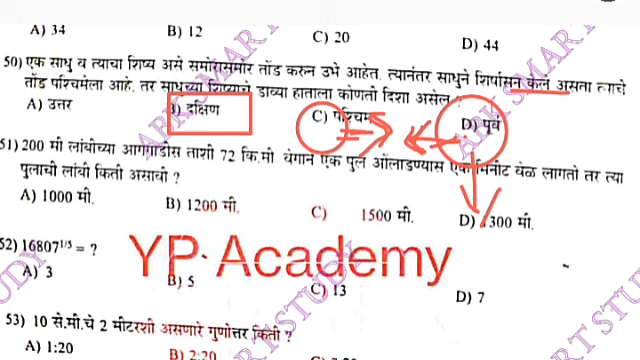 A) 34 B) 12 C) 20 D) 44
50) एक साधु व त्याचा शिष्य असे समोरासमोर तोंड करुन उभे आहेत. त्यानंतर साधुने शिर्षासन केलं असता त्याचे
तोंड पश्चिमेला आहे. तर साधुच्या शिष्याचे डाव्या हाताला कोणती दिशा असेल ?
A) उत्तर B) दक्षिण C) पश्चिम D) पूर्व
51) 200 मी लांबीच्या आगगाडीस ताशी 72 कि.मी वेगाने एक पुल ओंलाडण्यास एक मिनीट वेळ लागतो तर त्या
पुलाची लांबी किती असावी ?
A) 1000 मी. B) 1200 मी. C) 1500 मी. D) 1300 मी.
52) 16807^1/5 = ?
A) 3 B) 5 C) 13 D) 7
YP Academy
53) 10 से.मी.चे 2 मीटरशी असणारे गुणोत्तर किती ?
A) 1:20 B) 2:20
ARK SMART STUDY